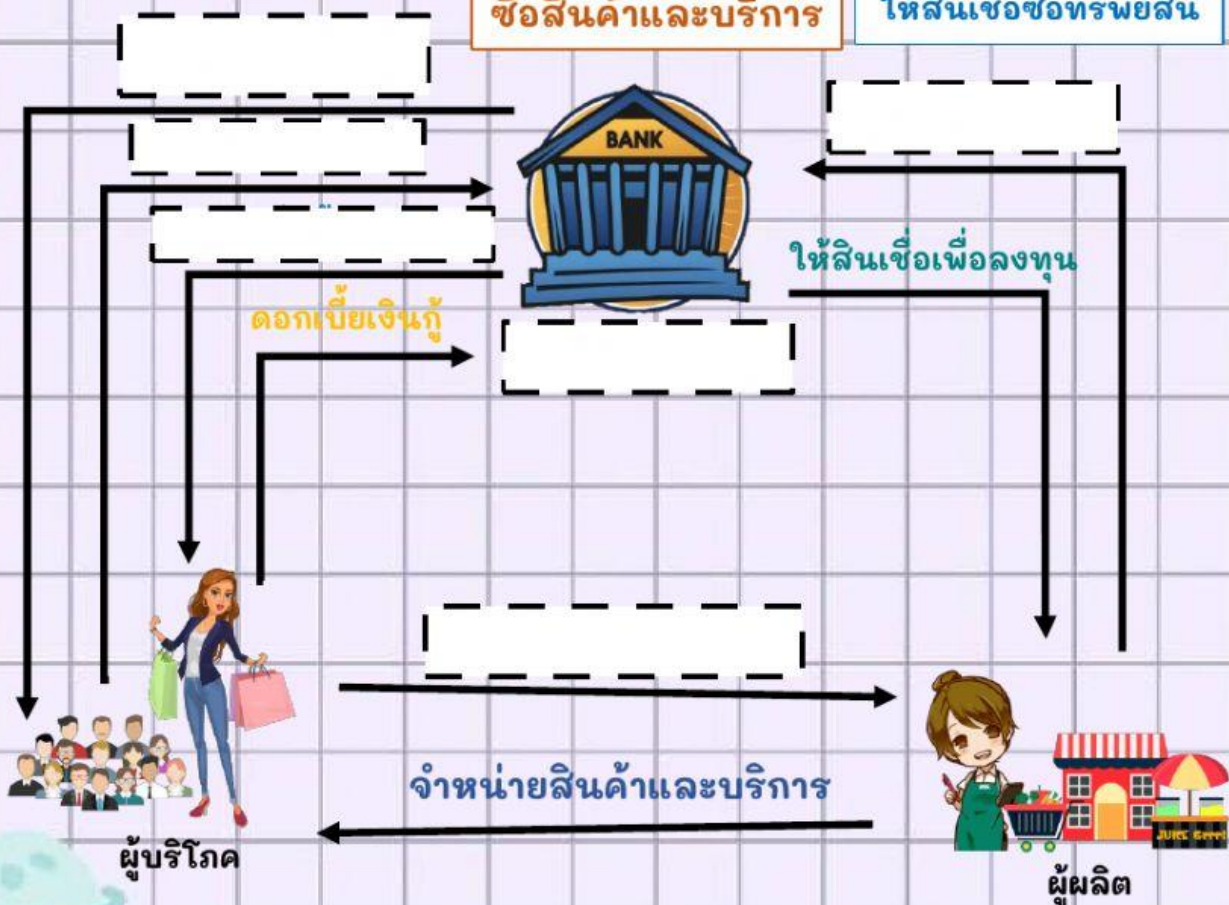 ซื้อสินค้าและบริการ
ให้สินเชื่อซื้อทรัพย์สิน
BANK
ให้สินเชื่อเพื่อลงทุน
ดอกเบี้ยเงินกู้
จำหน่ายสินค้าและบริการ
ผู้บริโภค
ผู้ผลิต